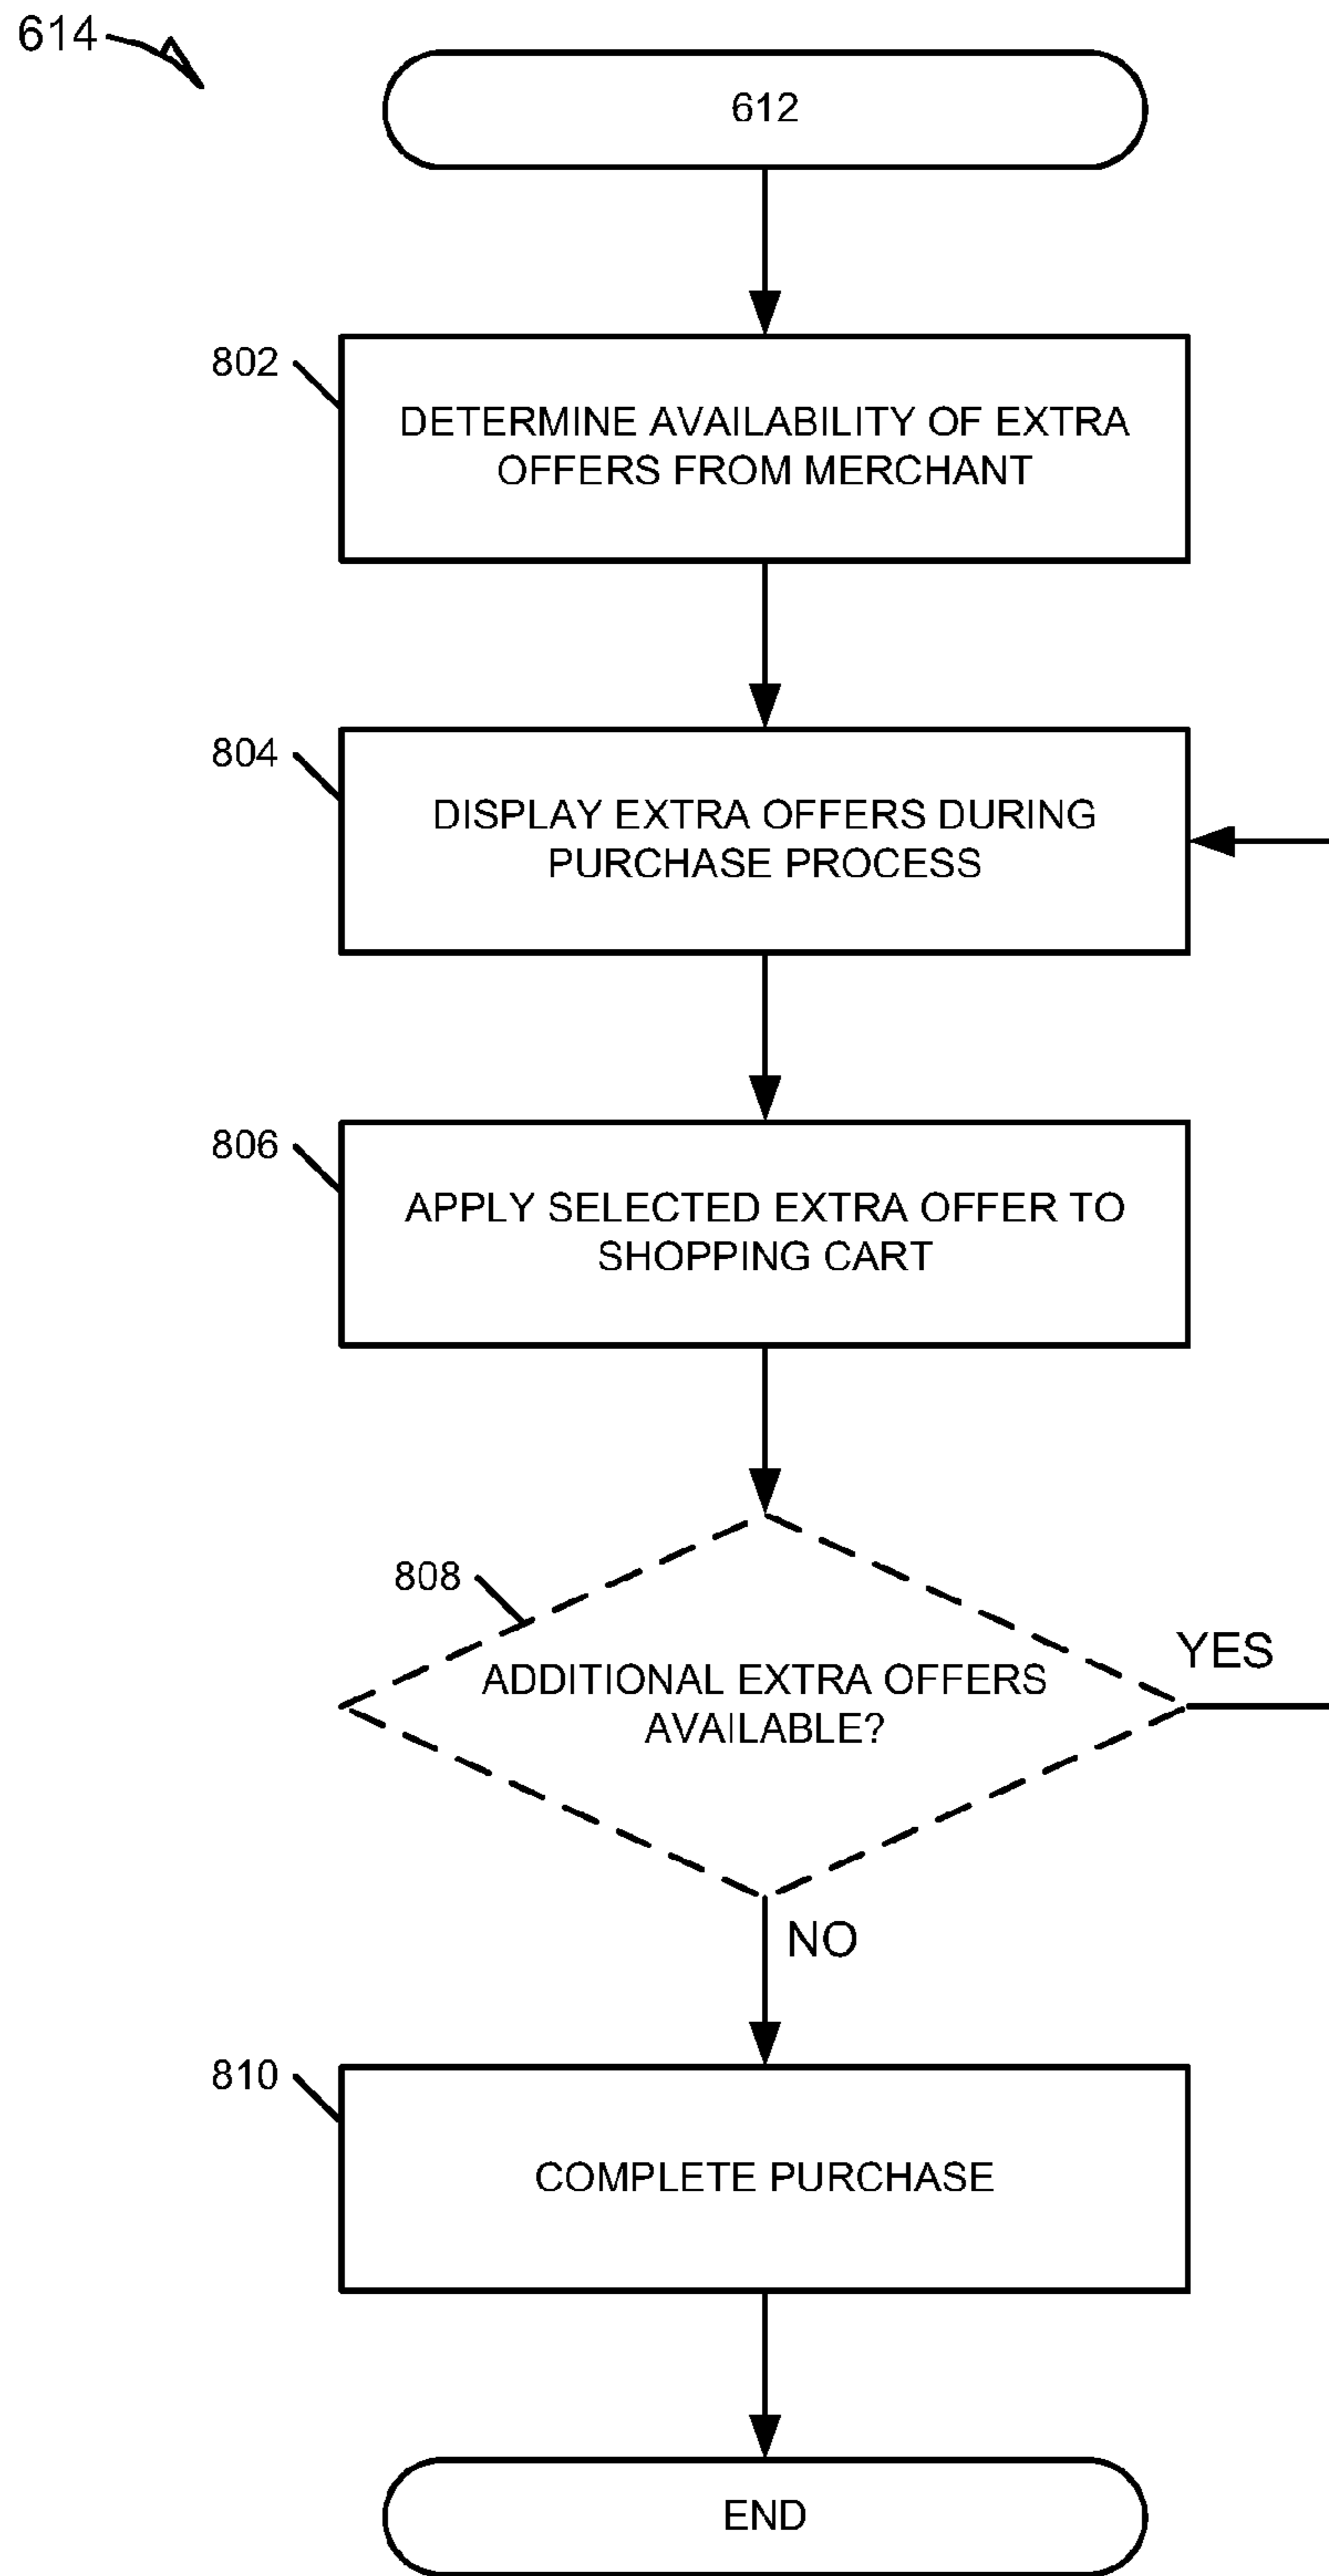 614
612
802
DETERMINE AVAILABILITY OF EXTRA
OFFERS FROM MERCHANT
804
DISPLAY EXTRA OFFERS DURING
PURCHASE PROCESS
806
APPLY SELECTED EXTRA OFFER TO
SHOPPING CART
808
ADDITIONAL EXTRA OFFERS
AVAILABLE?
YES
NO
810
COMPLETE PURCHASE
END